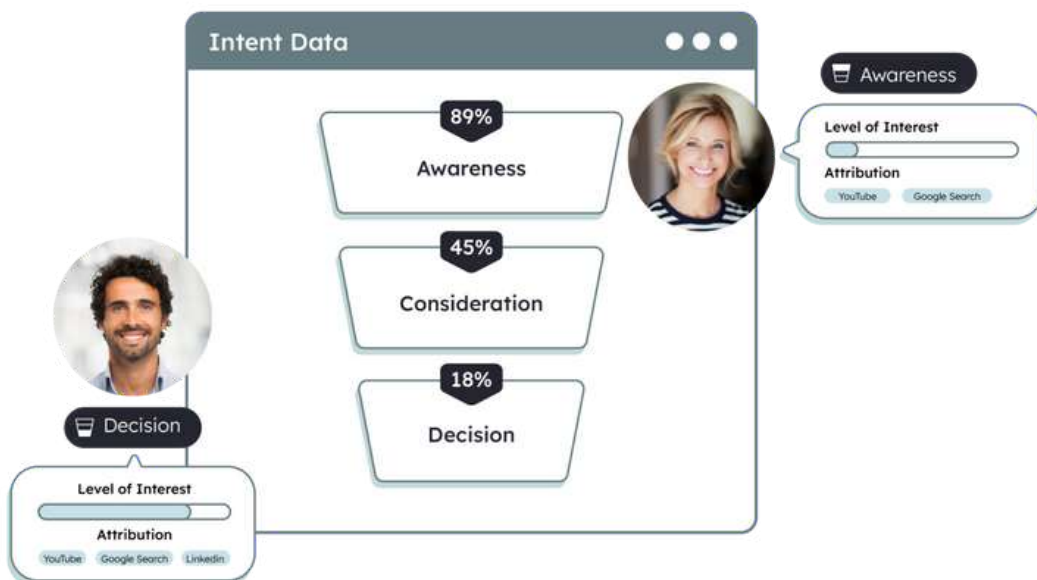 Intent Data
Awareness
89%
Awareness
Level of Interest
Attribution
YouTube Google Search
45%
Consideration
18%
Decision
Decision
Level of Interest
Attribution
YouTube Google Search Linkedin